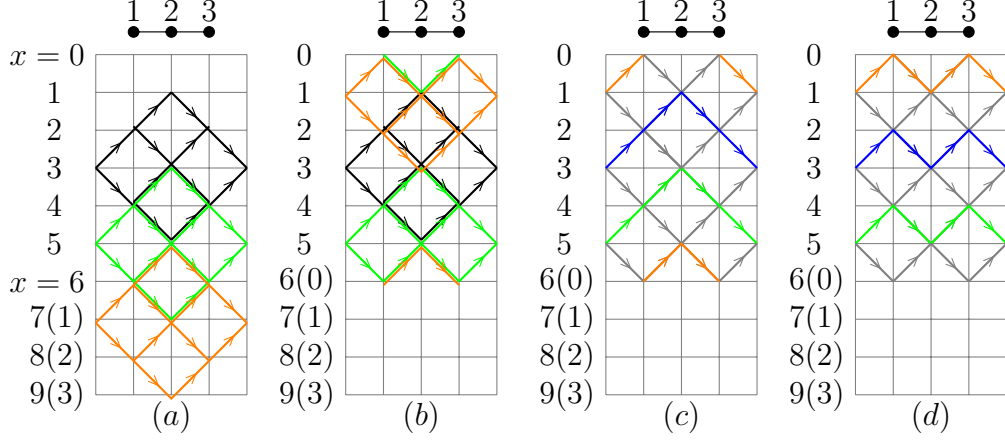 1 2 3 1 2 3 1 2 3 1 2 3
x = 0 0 0 0
1 1 1 1
2 2 2 2
3 3 3 3
4 4 4 4
5 5 5 5
x = 6 6(0) 6(0) 6(0)
7(1) 7(1) 7(1) 7(1)
8(2) 8(2) 8(2) 8(2)
9(3) 9(3) 9(3) 9(3)
(a) (b) (c) (d)